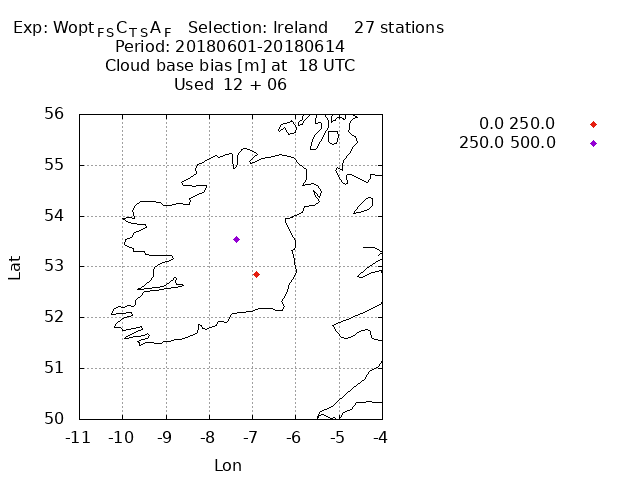 Exp: Wopt FS C TS A F Selection: Ireland 27 stations
Period: 20180601-20180614
Cloud base bias [m] at 18 UTC
Used 12 + 06
0.0 250.0
250.0 500.0
56
55
54
53
52
51
50
-11 -10 -9 -8 -7 -6 -5 -4
Lat
Lon